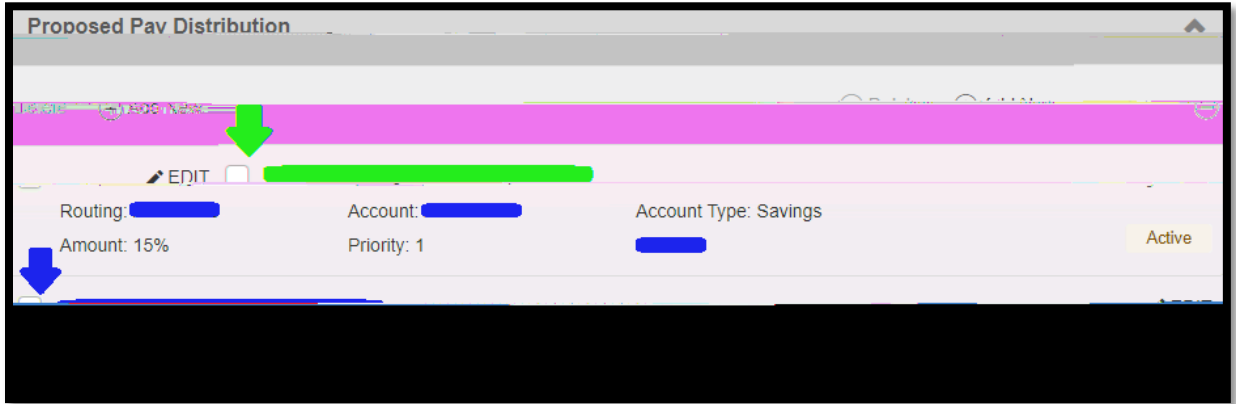 Proposed Pay Distribution
EDIT
Routing: Account: Account Type: Savings
Amount: 15% Priority: 1 Active